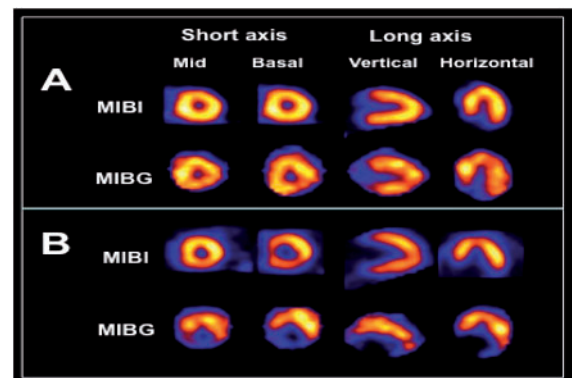 Short axis Long axis
Mid Basal Vertical Horizontal
A
MIBI
MIBG
B
MIBI
MIBG